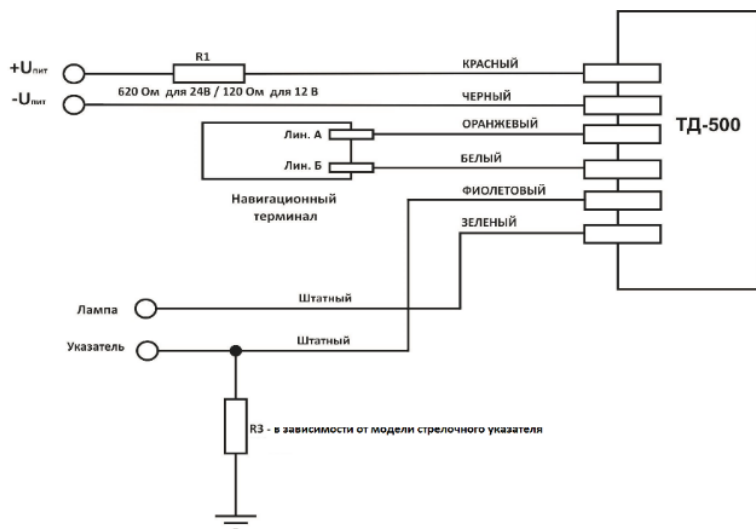 R1
КРАСНЫЙ
+Uпит
620 Ом для 24В / 120 Ом для 12 В
-Uпит
ЧЕРНЫЙ
ОРАНЖЕВЫЙ
ТД-500
Лин. А
БЕЛЫЙ
Лин. Б
ФИОЛЕТОВЫЙ
Навигационный
терминал
ЗЕЛЕНЫЙ
Лампа
Штатный
Указатель
Штатный
R3 - в зависимости от модели стрелочного указателя